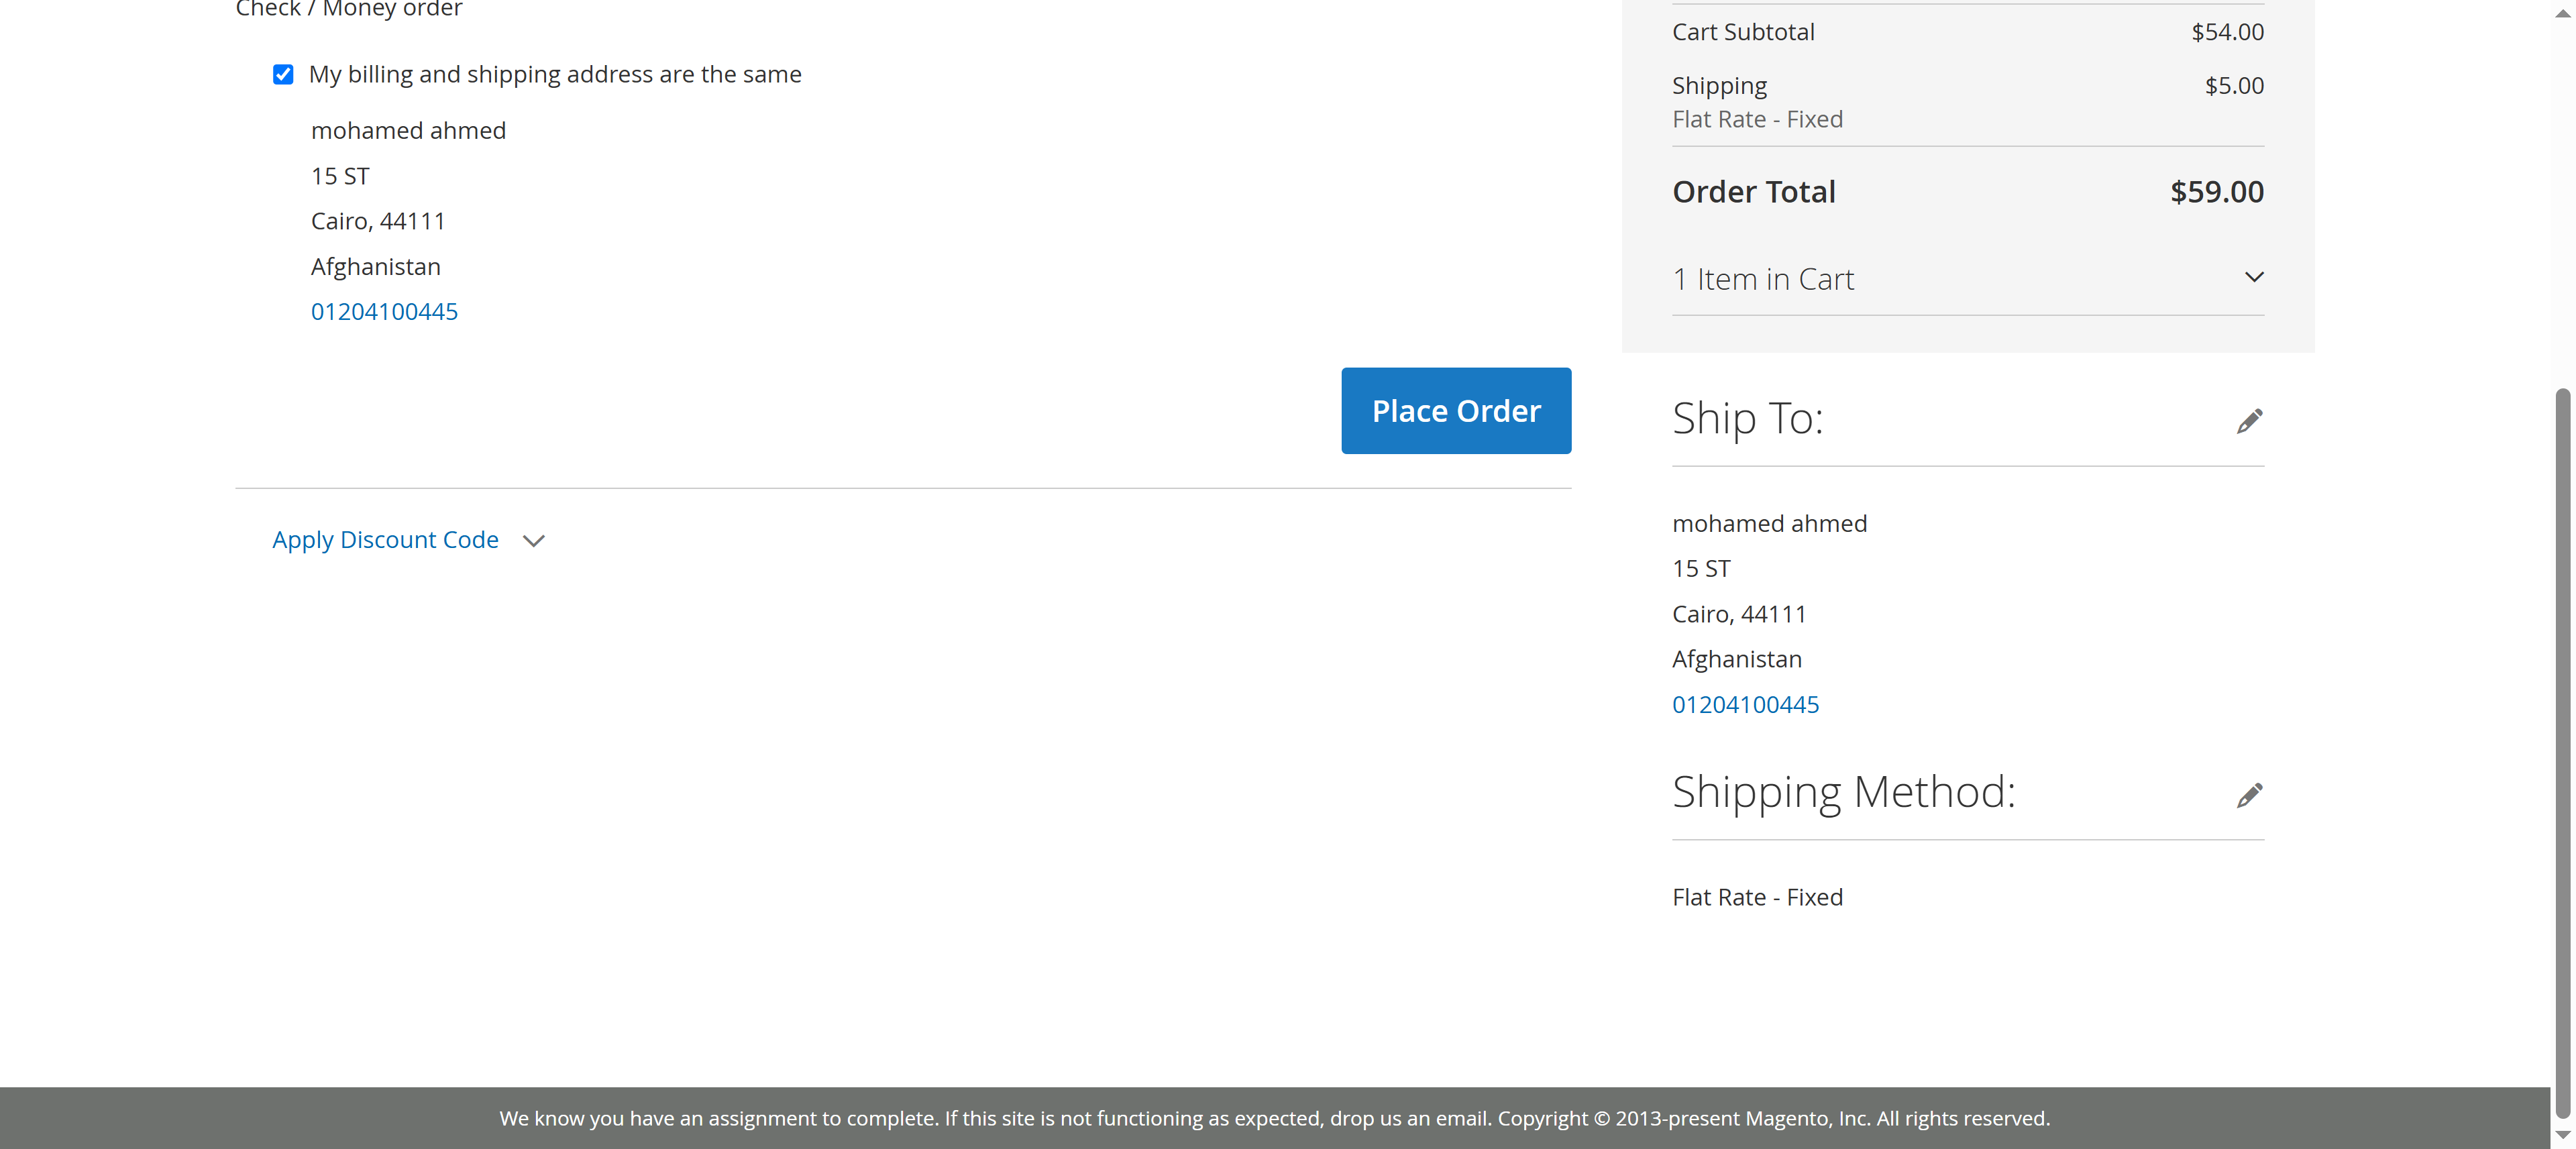 Check / Money order
My billing and shipping address are the same
mohamed ahmed
15 ST
Cairo, 44111
Afghanistan
01204100445
Place Order
Apply Discount Code
Cart Subtotal $54.00
Shipping $5.00
Flat Rate - Fixed
Order Total $59.00
1 Item in Cart
Ship To:
mohamed ahmed
15 ST
Cairo, 44111
Afghanistan
01204100445
Shipping Method:
Flat Rate - Fixed
We know you have an assignment to complete. If this site is not functioning as expected, drop us an email. Copyright © 2013-present Magento, Inc. All rights reserved.